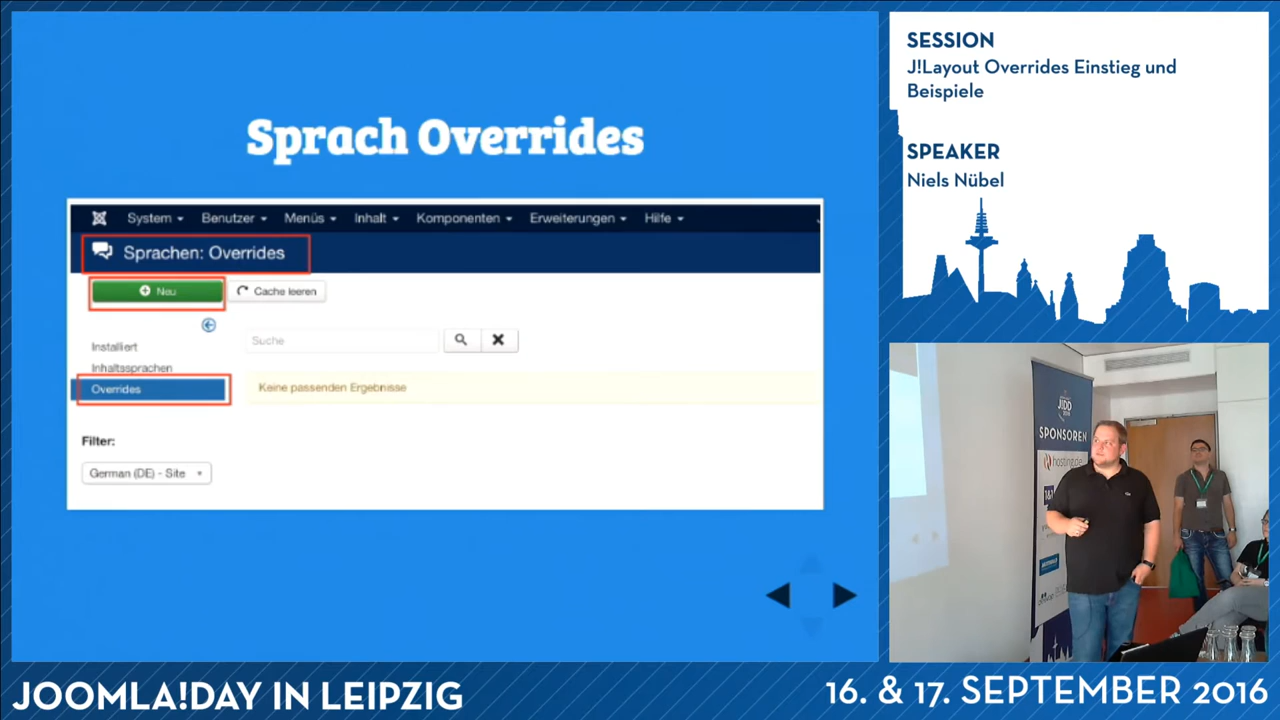 Sprach Overrides
System Benutzer Menüs Inhalt Komponenten Erweiterungen Hilfe
Sprachen: Overrides
Neu Cache leeren
Suche
Installiert
Inhaltssprachen
Overrides
Keine passenden Ergebnisse
Filter:
German (DE) - Site
SESSION
J!Layout Overrides Einstieg und
Beispiele
SPEAKER
Niels Nübel
SPONSOREN
hosting.de
JOOMLA!DAY IN LEIPZIG
16. & 17. SEPTEMBER 2016